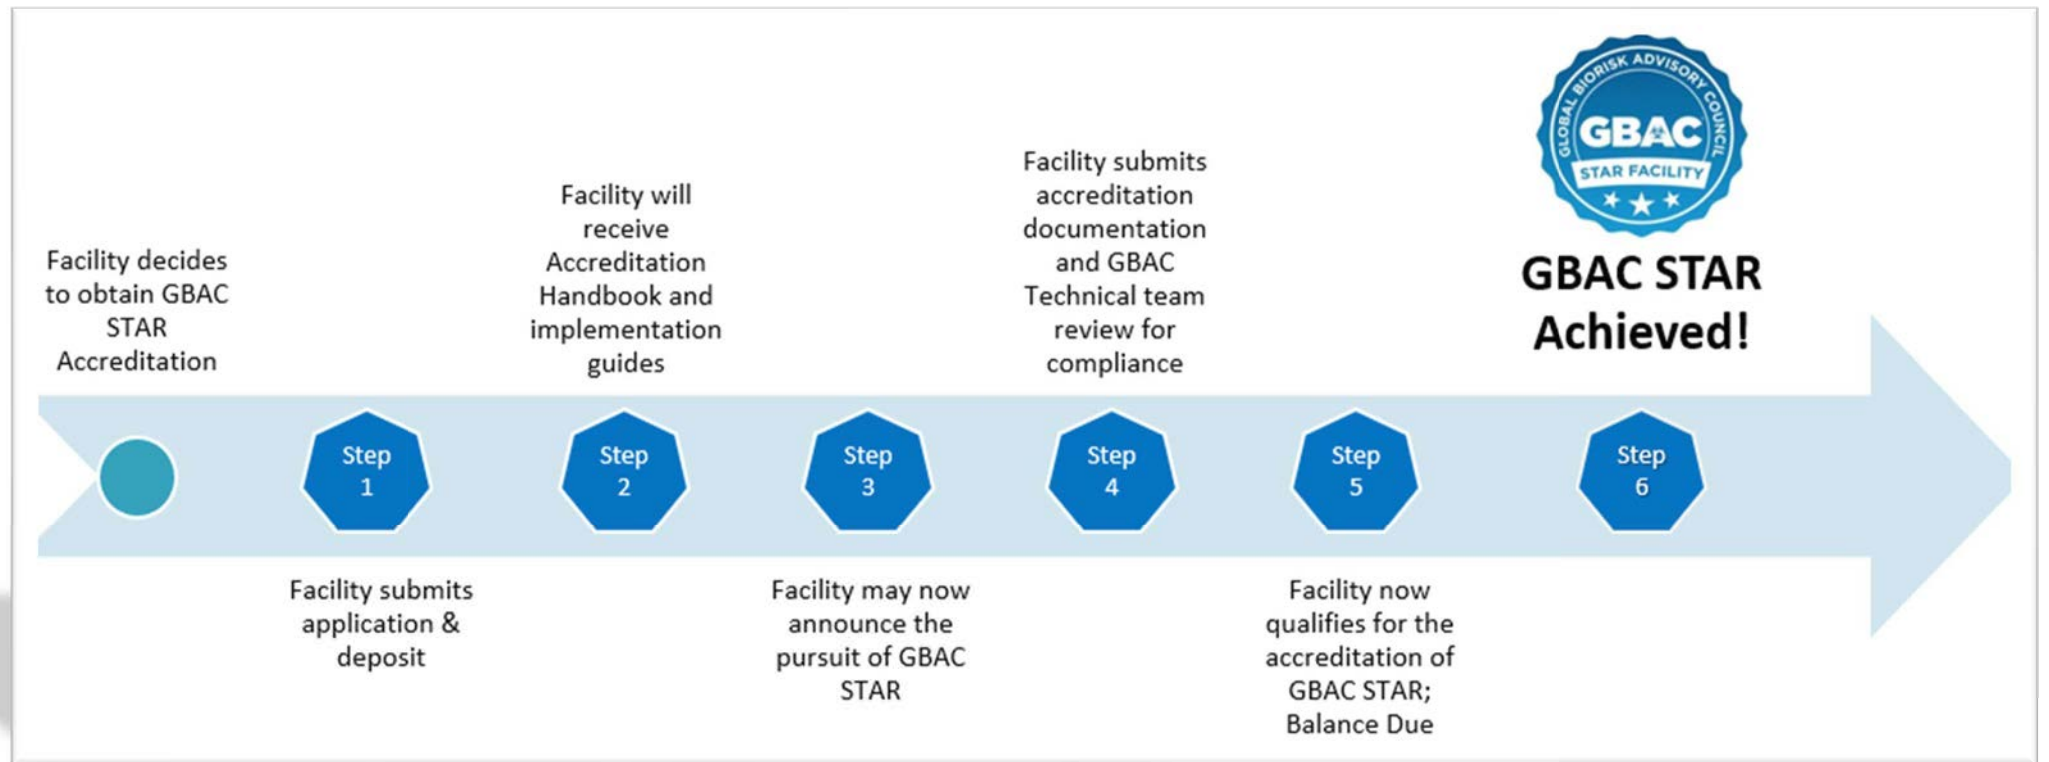 Facility decides
to obtain GBAC
STAR
Accreditation
Step
1
Facility submits
application &
deposit
Facility will
receive
Accreditation
Handbook and
implementation
guides
Step
2
Step
3
Facility may now
announce the
pursuit of GBAC
STAR
Facility submits
accreditation
documentation
and GBAC
Technical team
review for
compliance
Step
4
Step
5
Facility now
qualifies for the
accreditation of
GBAC STAR;
Balance Due
GLOBAL BIORISK ADVISORY COUNCIL
GBAC
STAR FACILITY
GBAC STAR
Achieved!
Step
6